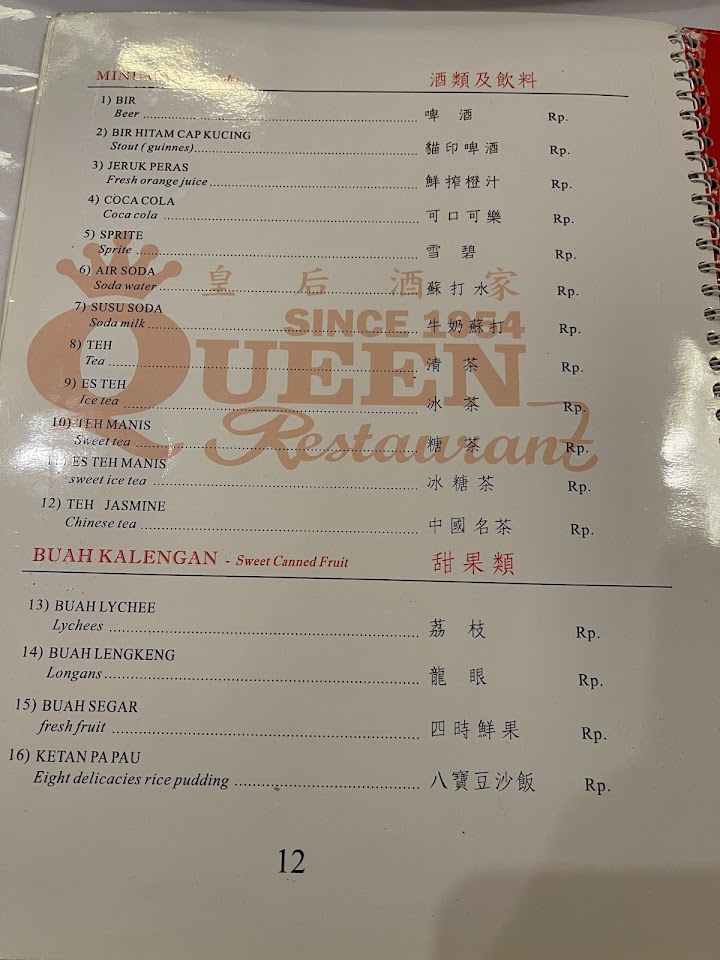 酒類及飲料
1) BIR
Beer ........ 啤 酒 Rp.
2) BIR HITAM CAP KUCING
Stout ( guinnes)........ 貓印啤酒 Rp.
3) JERUK PERAS
Fresh orange juice........ 鮮搾橙汁 Rp.
4) COCA COLA
Coca cola ........ 可口可樂 Rp.
5) SPRITE
Sprite ........ 雪 碧 Rp.
6) AIR SODA
Soda water ........ 蘇打水 Rp.
7) SUSU SODA
Soda milk ........ 牛奶蘇打 Rp.
8) TEH
Tea ........ 清 茶 Rp.
9) ES TEH
Ice tea ........ 冰 茶 Rp.
10) TEH MANIS
Sweet tea ........ 糖 茶 Rp.
11) ES TEH MANIS
sweet ice tea ........ 冰糖茶 Rp.
12) TEH JASMINE
Chinese tea ........ 中國名茶 Rp.
皇后酒家
SINCE 1954
QUEEN
Restaurant
BUAH KALENGAN - Sweet Canned Fruit 甜果類
13) BUAH LYCHEE
Lychees ........ 荔 枝 Rp.
14) BUAH LENGKENG
Longans........ 龍 眼 Rp.
15) BUAH SEGAR
fresh fruit ........ 四時鮮果 Rp.
16) KETAN PA PAU
Eight delicacies rice pudding ........ 八寶豆沙飯 Rp.
12